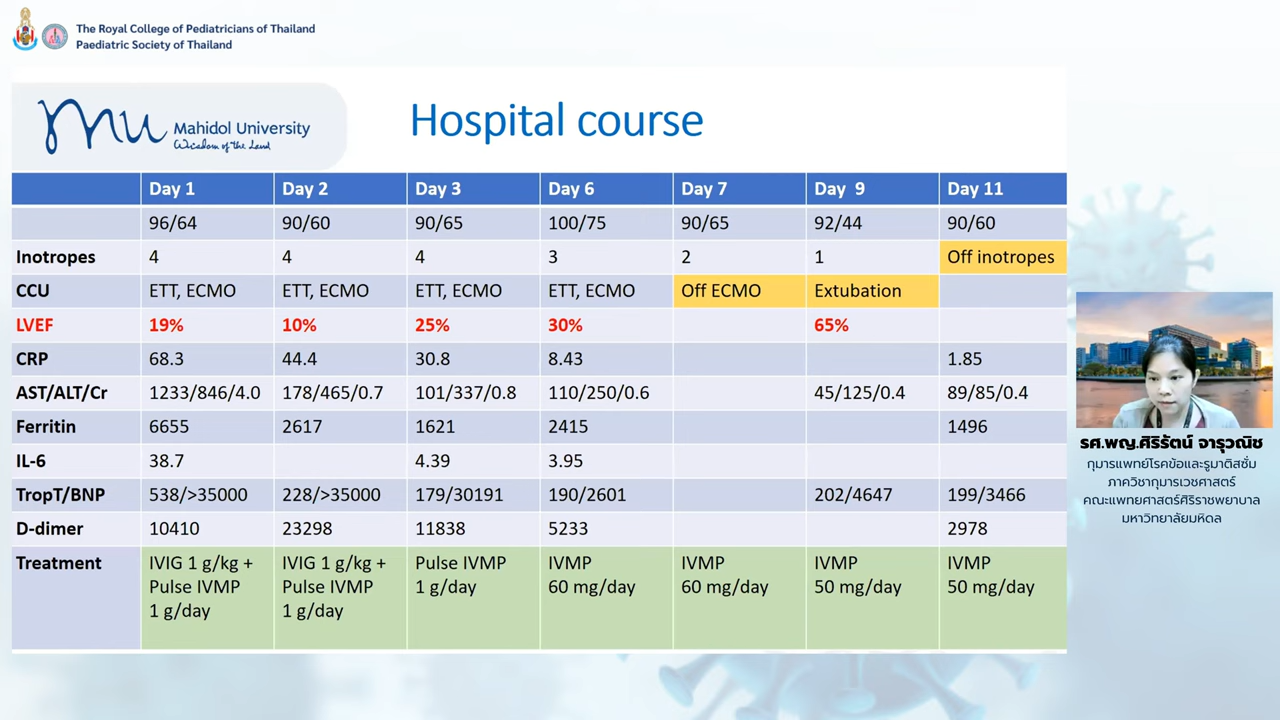 The Royal College of Pediatricians of Thailand
Paediatric Society of Thailand
mu
Mahidol University
Wisdom of the Land
Hospital course
Day 1 Day 2 Day 3 Day 6 Day 7 Day 9 Day 11
96/64 90/60 90/65 100/75 90/65 92/44 90/60
Inotropes 4 4 4 3 2 1 Off inotropes
CCU ETT, ECMO ETT, ECMO ETT, ECMO ETT, ECMO Off ECMO Extubation
LVEF 19% 10% 25% 30% 65%
CRP 68.3 44.4 30.8 8.43 1.85
AST/ALT/Cr 1233/846/4.0 178/465/0.7 101/337/0.8 110/250/0.6 45/125/0.4 89/85/0.4
Ferritin 6655 2617 1621 2415 1496
IL-6 38.7 4.39 3.95
TropT/BNP 538/>35000 228/>35000 179/30191 190/2601 202/4647 199/3466
D-dimer 10410 23298 11838 5233 2978
Treatment IVIG 1 g/kg + IVIG 1 g/kg + Pulse IVMP IVMP IVMP IVMP IVMP
Pulse IVMP Pulse IVMP 1 g/day 60 mg/day 60 mg/day 50 mg/day 50 mg/day
1 g/day 1 g/day
รศ.พญ.ศิริรัตน์ จารุวณิช
กุมารแพทย์โรคข้อและรูมาติสซั่ม
ภาควิชากุมารเวชศาสตร์
คณะแพทยศาสตร์ศิริราชพยาบาล
มหาวิทยาลัยมหิดล